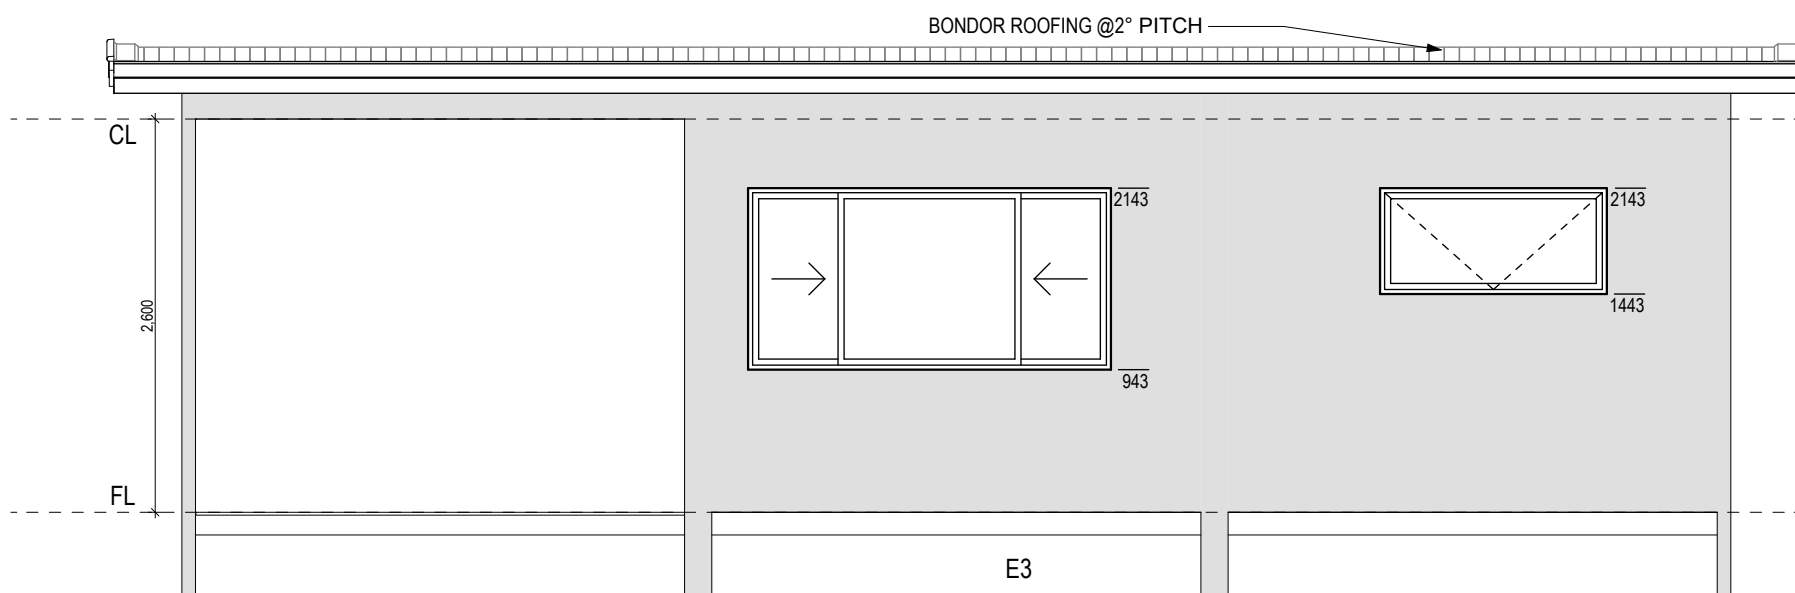 BONDOR ROOFING @2° PITCH
CL
2143
2143
2,600
1443
943
FL
E3